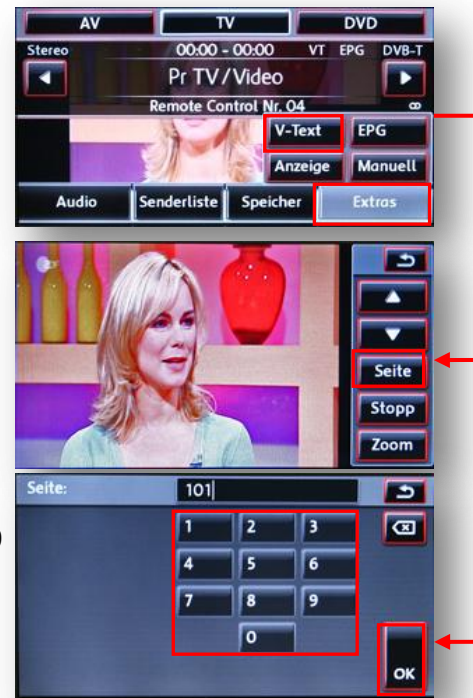 AV TV DVD
Stereo 00:00 - 00:00 VT EPG DVB-T
Pr TV/Video
Remote Control Nr. 04
V-Text EPG
Anzeige Manuell
Audio Senderliste Speicher Extras
Seite
Stopp
Zoom
Seite: 101
1 2 3
4 5 6
7 8 9
0
OK
)